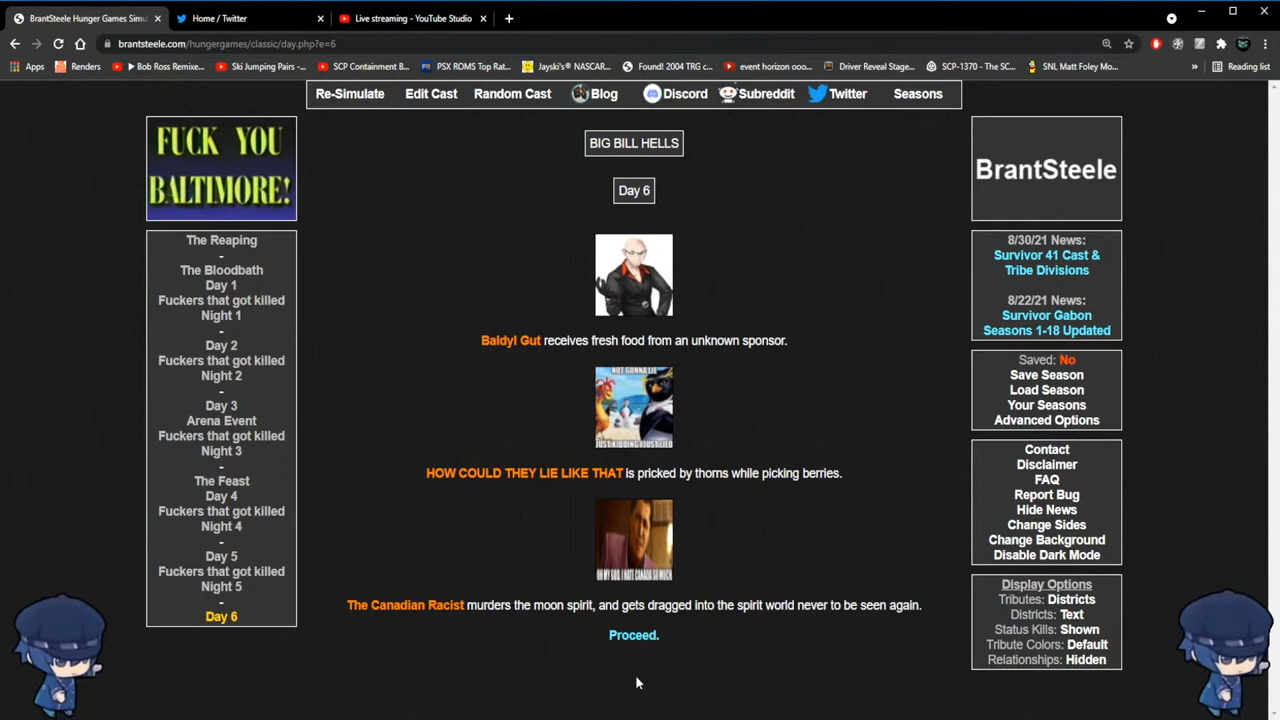 BrantSteele Hunger Games Simu
Home / Twitter
Live streaming - YouTube Studio
brantsteele.com/hungergames/classic/day.php?e=6
Apps
Renders
Bob Ross Remixe...
Ski Jumping Pairs -...
SCP Containment B...
PSX ROMS Top Rat...
Jayski's® NASCAR...
Found! 2004 TRG c...
event horizon ooo...
Driver Reveal Stage...
SCP-1370 - The SC...
SNL Matt Foley Mo...
»
Reading list
Re-Simulate
Edit Cast
Random Cast
Blog
Discord
Subreddit
Twitter
Seasons
FUCK YOU
BALTIMORE!
The Reaping
-
The Bloodbath
Day 1
Fuckers that got killed
Night 1
-
Day 2
Fuckers that got killed
Night 2
-
Day 3
Arena Event
Fuckers that got killed
Night 3
-
The Feast
Day 4
Fuckers that got killed
Night 4
-
Day 5
Fuckers that got killed
Night 5
-
Day 6
BIG BILL HELLS
Day 6
Baldyl Gut receives fresh food from an unknown sponsor.
NOT GONNA LIE
JUST KIDDING I JUST LIED
HOW COULD THEY LIE LIKE THAT is pricked by thorns while picking berries.
OH MY GOD, I HATE CANADA SO MUCH
The Canadian Racist murders the moon spirit, and gets dragged into the spirit world never to be seen again.
Proceed.
BrantSteele
8/30/21 News:
Survivor 41 Cast &
Tribe Divisions
8/22/21 News:
Survivor Gabon
Seasons 1-18 Updated
Saved: No
Save Season
Load Season
Your Seasons
Advanced Options
Contact
Disclaimer
FAQ
Report Bug
Hide News
Change Sides
Change Background
Disable Dark Mode
Display Options
Tributes: Districts
Districts: Text
Status Kills: Shown
Tribute Colors: Default
Relationships: Hidden